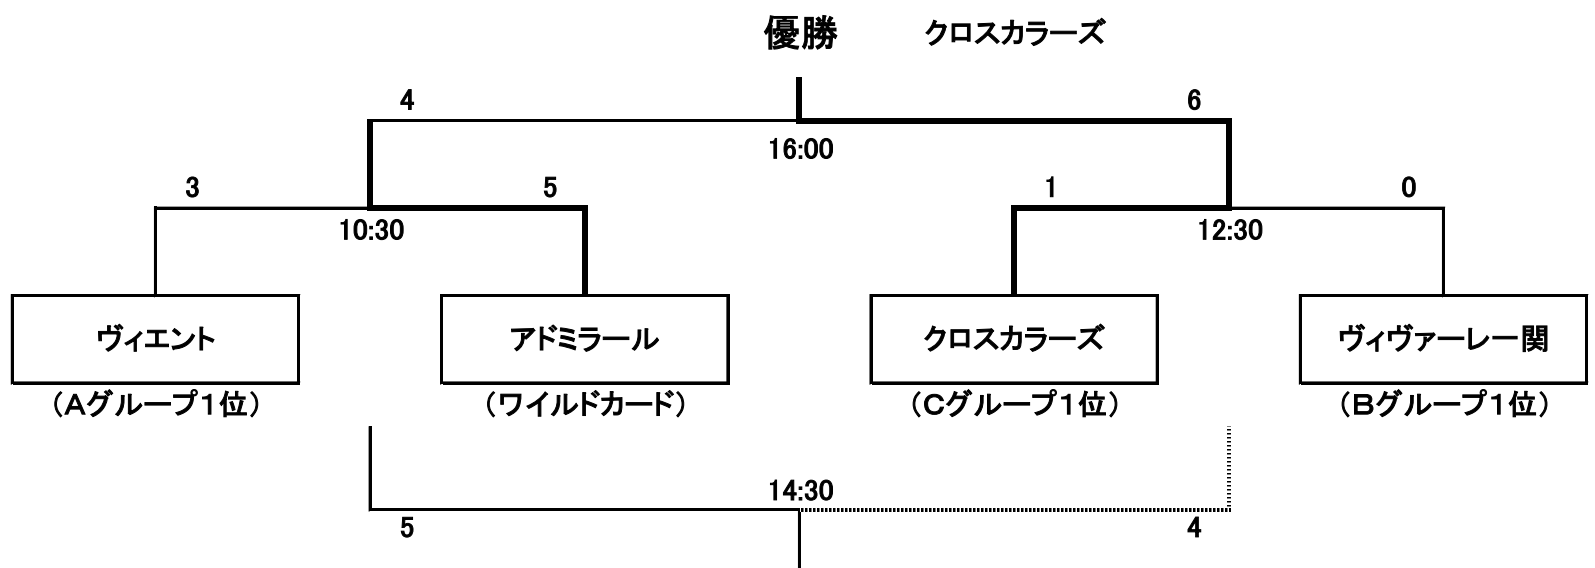 優勝 クロスカラーズ
4 6
16:00
3 5 1 0
10:30 12:30
ヴィエント アドミラール クロスカラーズ ヴィヴァーレー関
(Aグループ1位) (ワイルドカード) (Cグループ1位) (Bグループ1位)
14:30
5 4